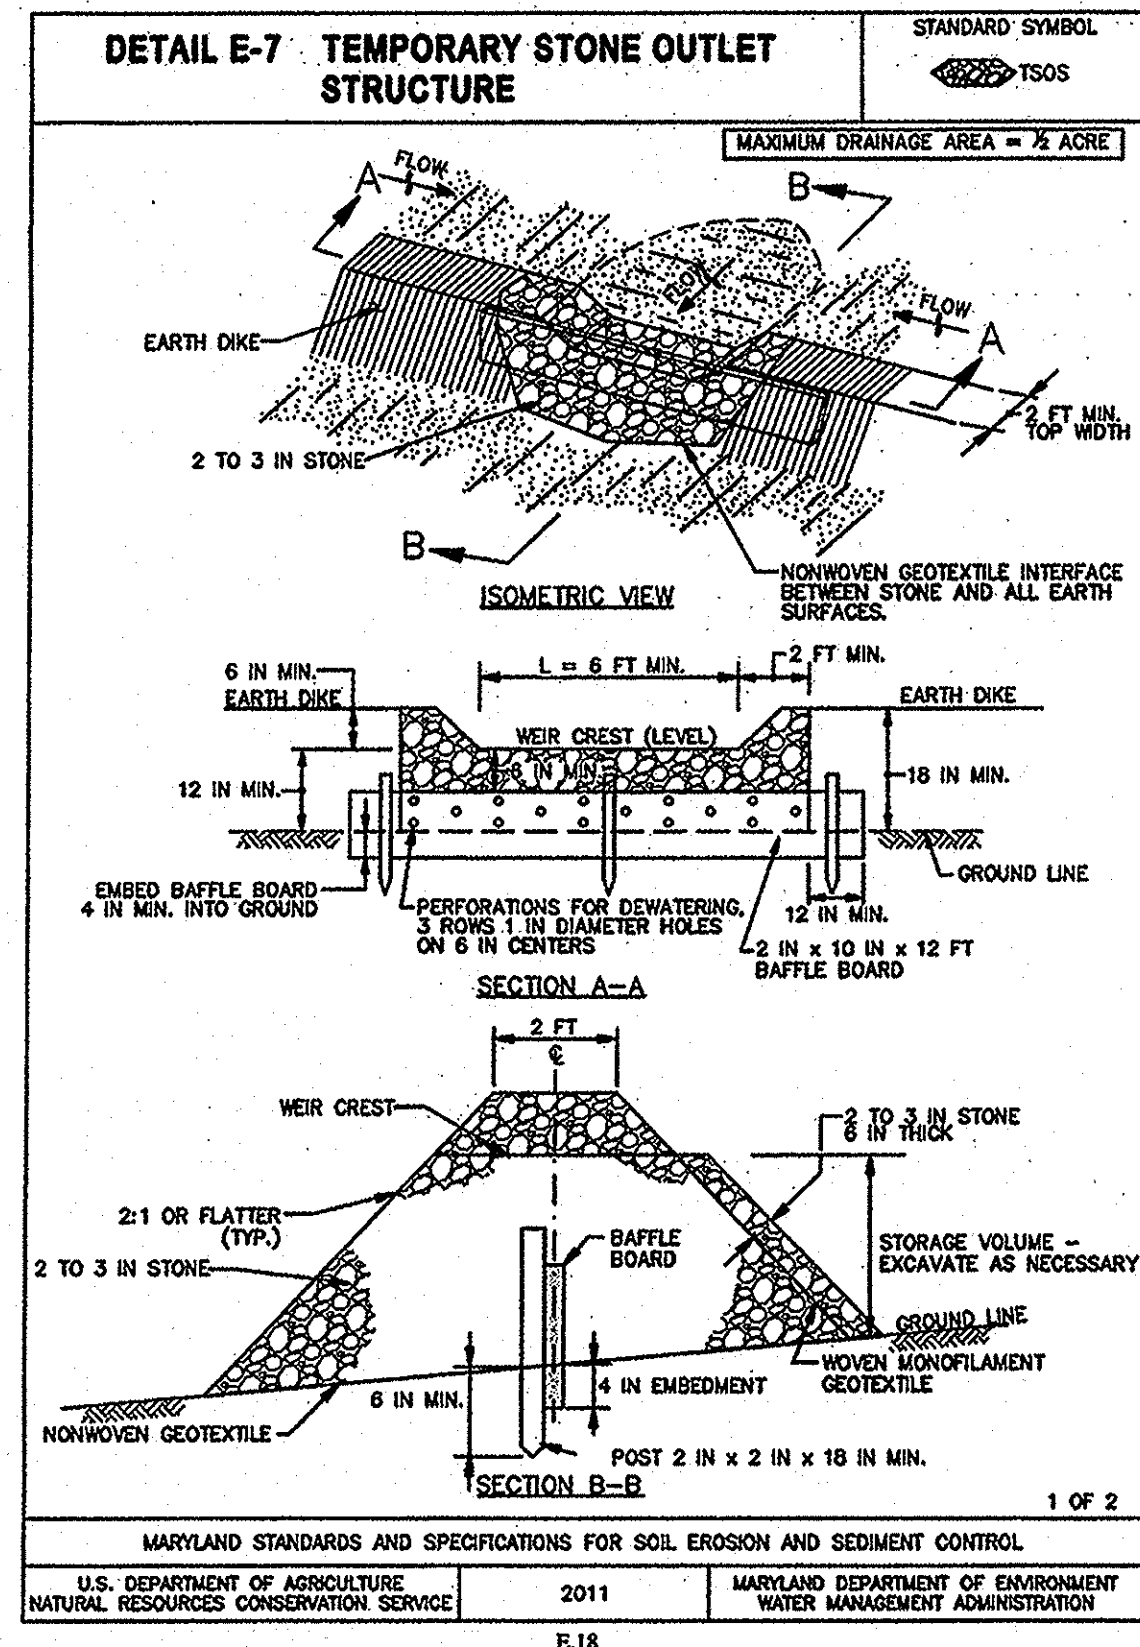 DETAIL E-7 TEMPORARY STONE OUTLET
STRUCTURE
STANDARD SYMBOL
TSOS
MAXIMUM DRAINAGE AREA = ½ ACRE
A
FLOW
B
FLOW
FLOW
A
EARTH DIKE
2 FT MIN.
TOP WIDTH
2 TO 3 IN STONE
B
NONWOVEN GEOTEXTILE INTERFACE
BETWEEN STONE AND ALL EARTH
SURFACES.
ISOMETRIC VIEW
6 IN MIN.
L = 6 FT MIN.
2 FT MIN.
EARTH DIKE
EARTH DIKE
WEIR CREST (LEVEL)
6 IN MIN.
12 IN MIN.
18 IN MIN.
GROUND LINE
EMBED BAFFLE BOARD
4 IN MIN. INTO GROUND
PERFORATIONS FOR DEWATERING,
3 ROWS 1 IN DIAMETER HOLES
ON 6 IN CENTERS
12 IN MIN.
2 IN x 10 IN x 12 FT
BAFFLE BOARD
SECTION A-A
2 FT
℄
WEIR CREST
2 TO 3 IN STONE
6 IN THICK
2:1 OR FLATTER
(TYP.)
BAFFLE
BOARD
STORAGE VOLUME -
EXCAVATE AS NECESSARY
2 TO 3 IN STONE
GROUND LINE
WOVEN MONOFILAMENT
GEOTEXTILE
6 IN MIN.
4 IN EMBEDMENT
NONWOVEN GEOTEXTILE
POST 2 IN x 2 IN x 18 IN MIN.
SECTION B-B
1 OF 2
MARYLAND STANDARDS AND SPECIFICATIONS FOR SOIL EROSION AND SEDIMENT CONTROL
U.S. DEPARTMENT OF AGRICULTURE
NATURAL RESOURCES CONSERVATION SERVICE
2011
MARYLAND DEPARTMENT OF ENVIRONMENT
WATER MANAGEMENT ADMINISTRATION
E.18